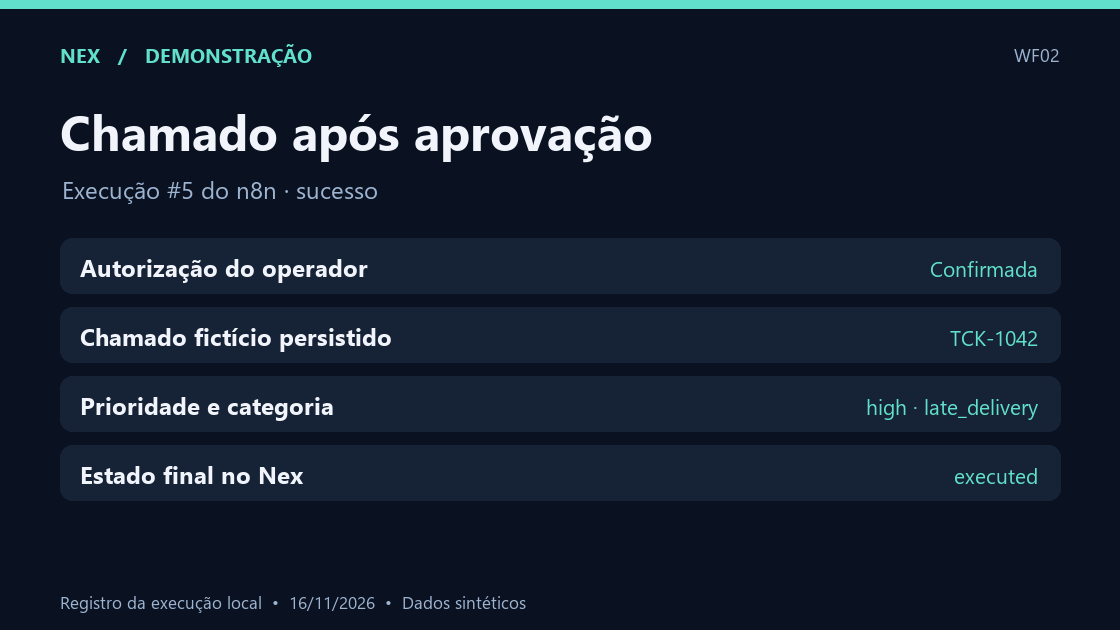 NEX / DEMONSTRAÇÃO
WF02
Chamado após aprovação
Execução #5 do n8n · sucesso
Autorização do operador Confirmada
Chamado fictício persistido TCK-1042
Prioridade e categoria high · late_delivery
Estado final no Nex executed
Registro da execução local • 16/11/2026 • Dados sintéticos